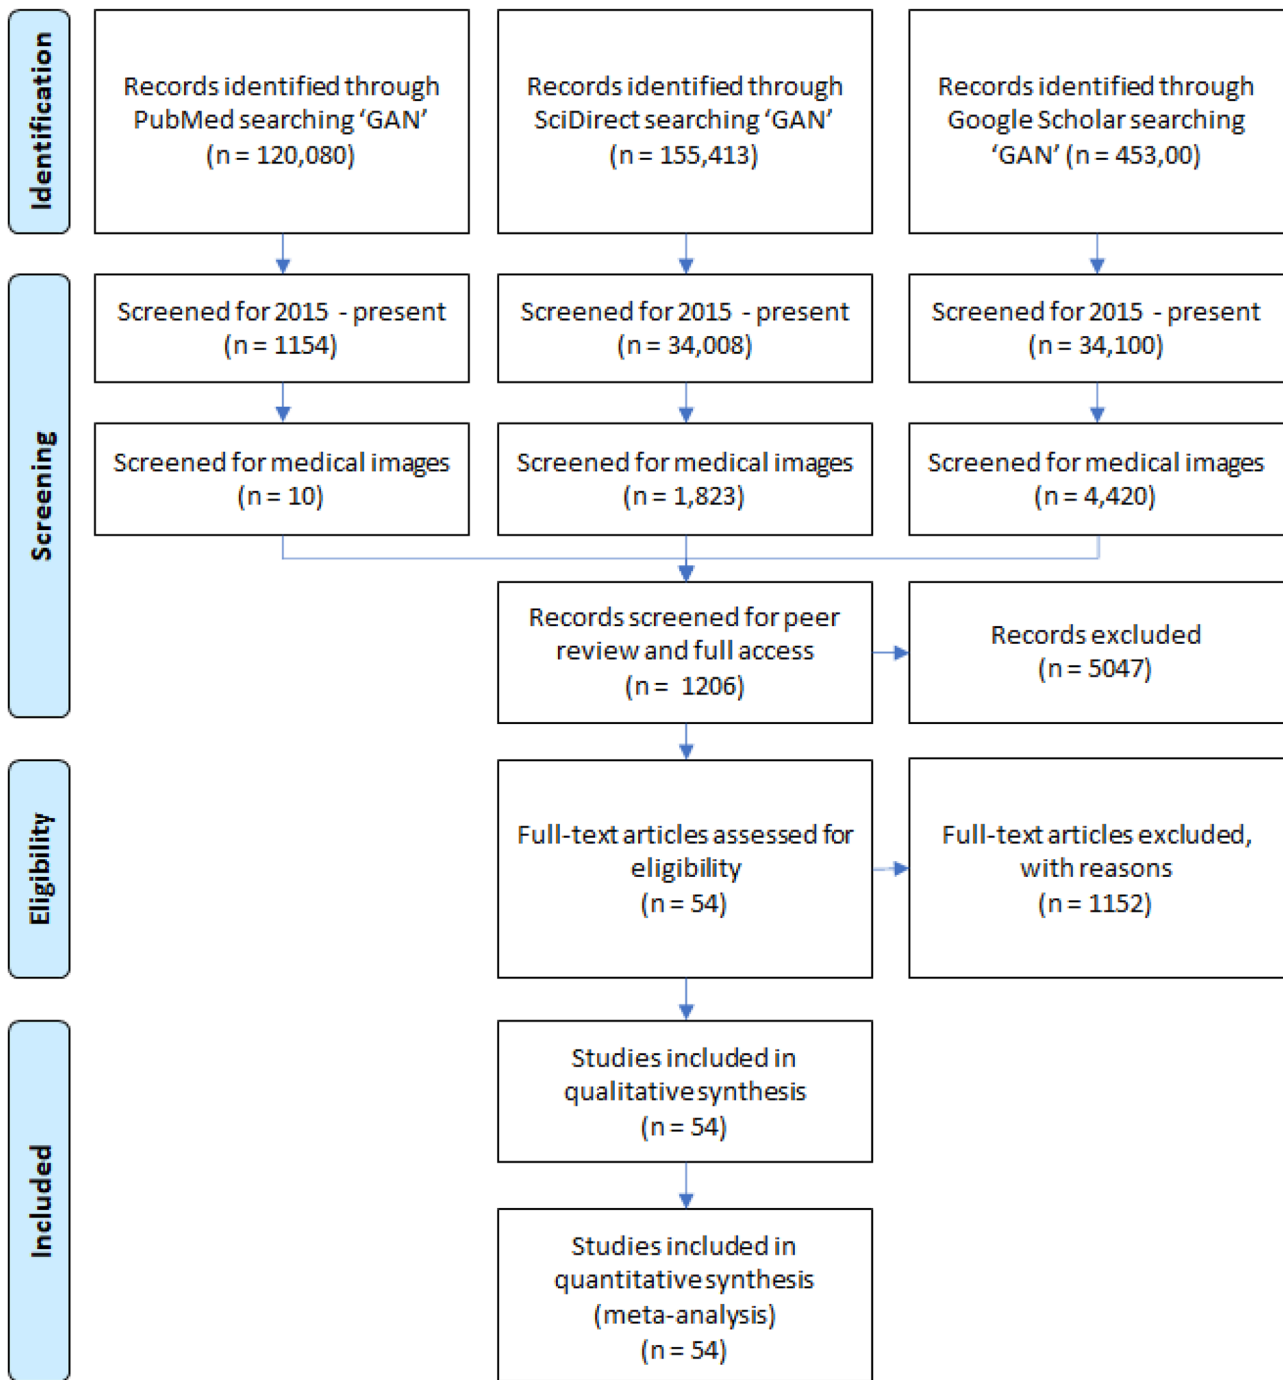 Identification
Records identified through
PubMed searching ‘GAN’
(n = 120,080)
Records identified through
SciDirect searching ‘GAN’
(n = 155,413)
Records identified through
Google Scholar searching
‘GAN’ (n = 453,00)
Screening
Screened for 2015 - present
(n = 1154)
Screened for 2015 - present
(n = 34,008)
Screened for 2015 - present
(n = 34,100)
Screened for medical images
(n = 10)
Screened for medical images
(n = 1,823)
Screened for medical images
(n = 4,420)
Records screened for peer
review and full access
(n = 1206)
Records excluded
(n = 5047)
Eligibility
Full-text articles assessed for
eligibility
(n = 54)
Full-text articles excluded,
with reasons
(n = 1152)
Included
Studies included in
qualitative synthesis
(n = 54)
Studies included in
quantitative synthesis
(meta-analysis)
(n = 54)